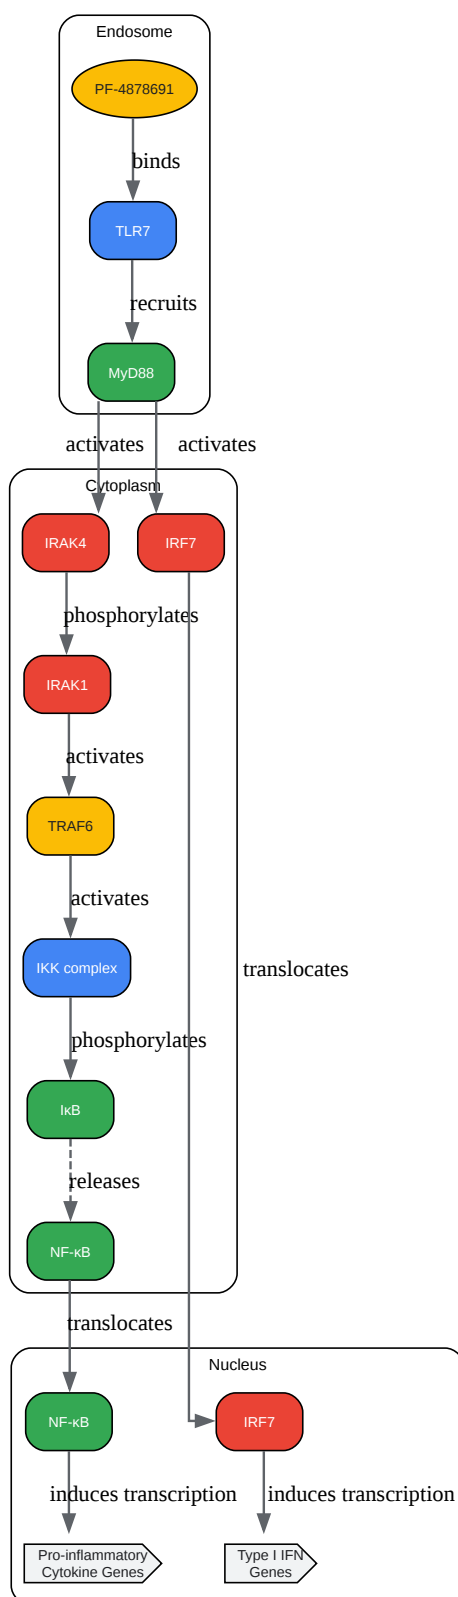 Endosome
PF-4878691
binds
TLR7
recruits
MyD88
activates
activates
Cytoplasm
IRAK4
IRF7
phosphorylates
IRAK1
activates
TRAF6
activates
IKK complex
translocates
phosphorylates
IκB
releases
NF-κB
translocates
Nucleus
NF-κB
IRF7
induces transcription
induces transcription
Pro-inflammatory
Cytokine Genes
Type I IFN
Genes